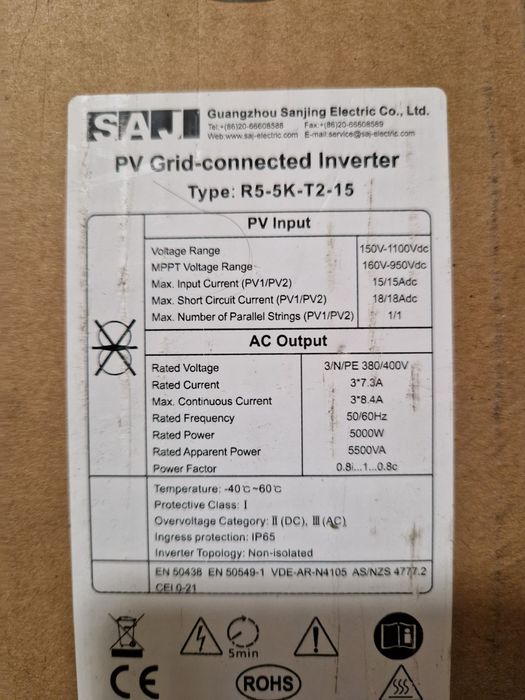 SAJ
Guangzhou Sanjing Electric Co., Ltd.
Tel:+(86)20-66608588 Fax:+(86)20-66608589
Web:www.saj-electric.com E-mail:service@saj-electric.com
PV Grid-connected Inverter
Type: R5-5K-T2-15
PV Input
Voltage Range 150V-1100Vdc
MPPT Voltage Range 160V-950Vdc
Max. Input Current (PV1/PV2) 15/15Adc
Max. Short Circuit Current (PV1/PV2) 18/18Adc
Max. Number of Parallel Strings (PV1/PV2) 1/1
AC Output
Rated Voltage 3/N/PE 380/400V
Rated Current 3*7.3A
Max. Continuous Current 3*8.4A
Rated Frequency 50/60Hz
Rated Power 5000W
Rated Apparent Power 5500VA
Power Factor 0.8i...1...0.8c
Temperature: -40℃~60℃
Protective Class: I
Overvoltage Category: II (DC), III (AC)
Ingress protection: IP65
Inverter Topology: Non-isolated
EN 50438 EN 50549-1 VDE-AR-N4105 AS/NZS 4777.2
CEI 0-21
5min
CE
ROHS
SSS